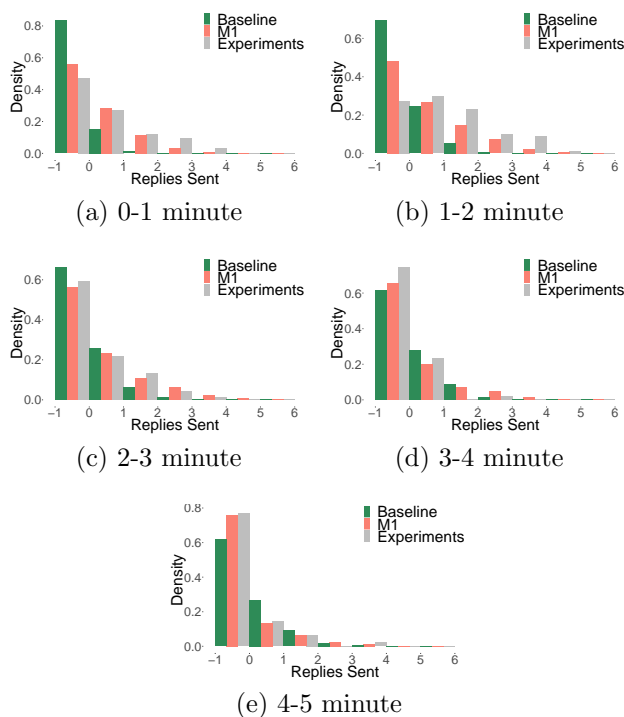 0.8
0.6
0.4
0.2
0.0
Density
−1 0 1 2 3 4 5 6
Replies Sent
Baseline
M1
Experiments
(a) 0-1 minute
0.6
0.4
0.2
0.0
Density
−1 0 1 2 3 4 5 6
Replies Sent
Baseline
M1
Experiments
(b) 1-2 minute
0.6
0.4
0.2
0.0
Density
−1 0 1 2 3 4 5 6
Replies Sent
Baseline
M1
Experiments
(c) 2-3 minute
0.6
0.4
0.2
0.0
Density
−1 0 1 2 3 4 5 6
Replies Sent
Baseline
M1
Experiments
(d) 3-4 minute
0.8
0.6
0.4
0.2
0.0
Density
−1 0 1 2 3 4 5 6
Replies Sent
Baseline
M1
Experiments
(e) 4-5 minute